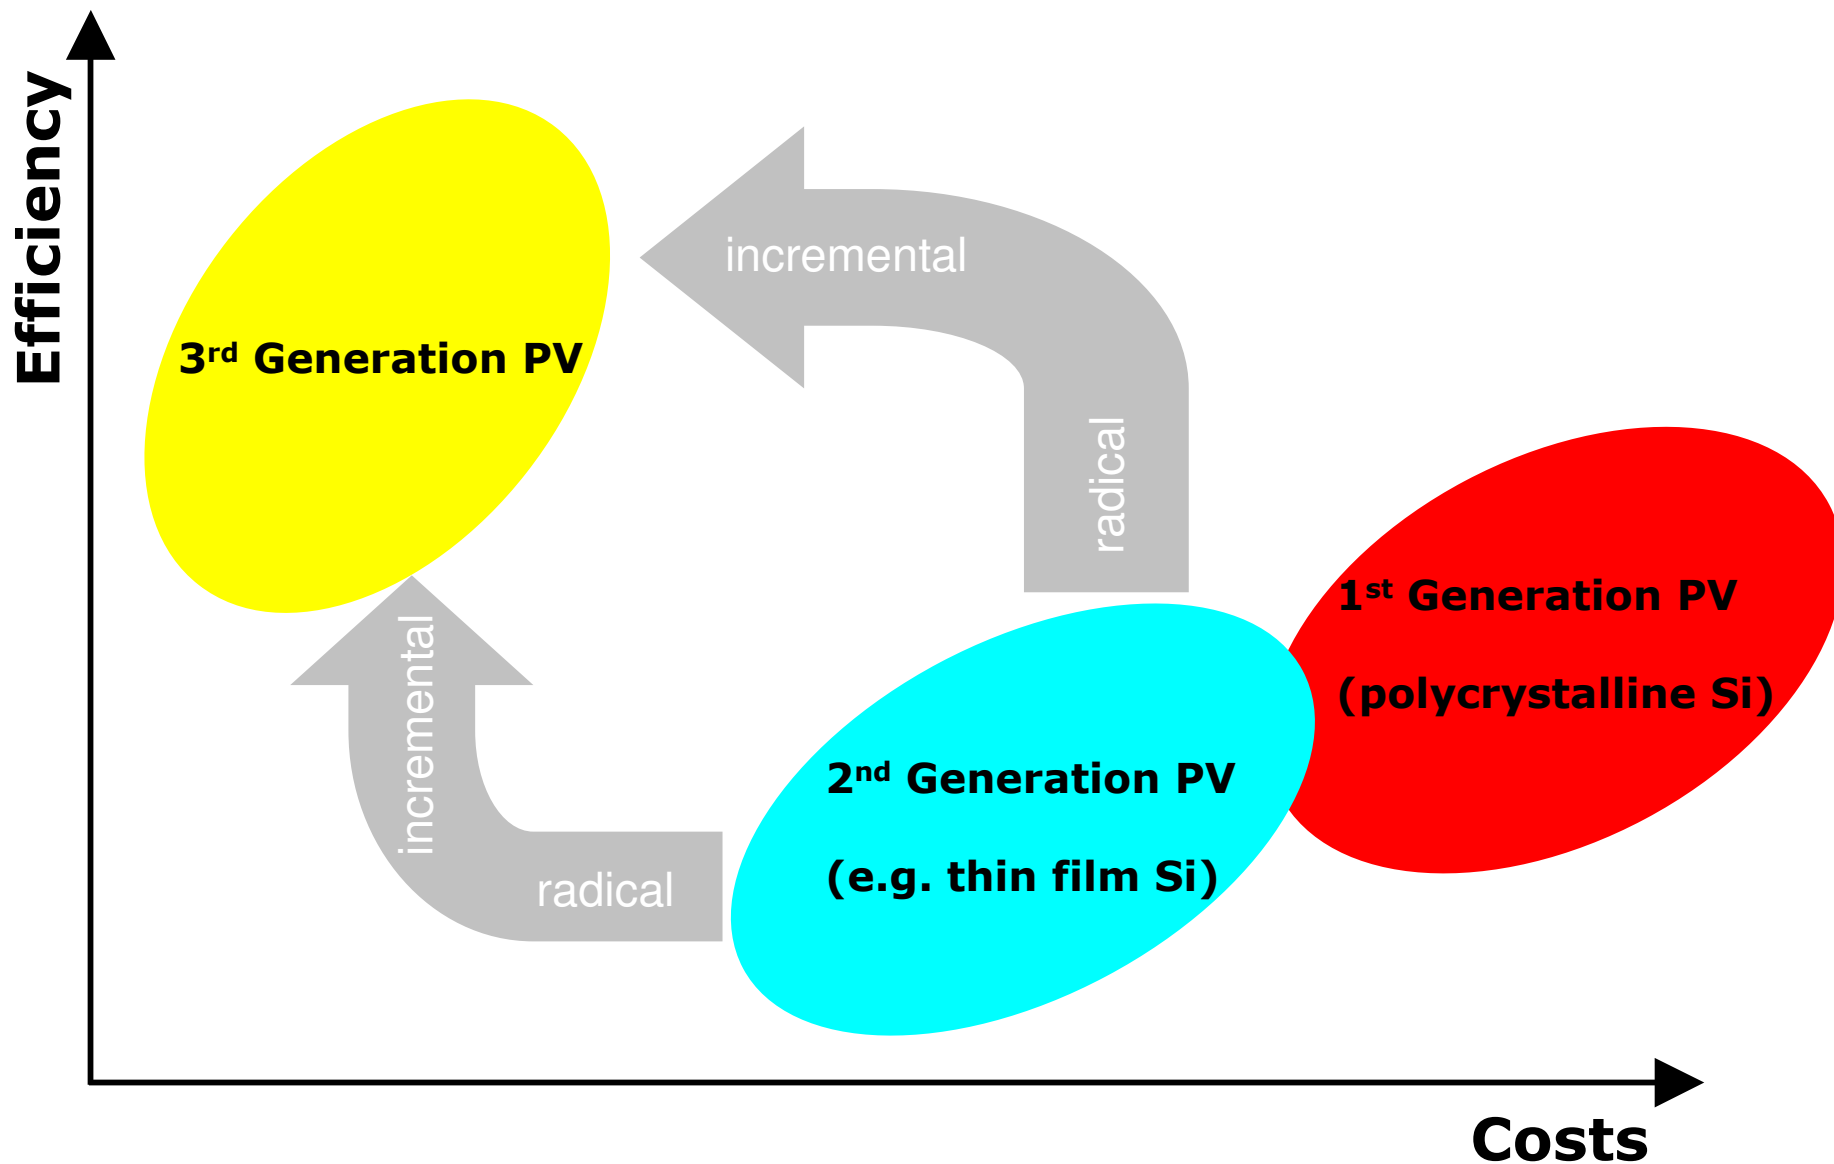 Efficiency
incremental
3rd Generation PV
radical
1st Generation PV
(polycrystalline Si)
incremental
2nd Generation PV
(e.g. thin film Si)
radical
Costs